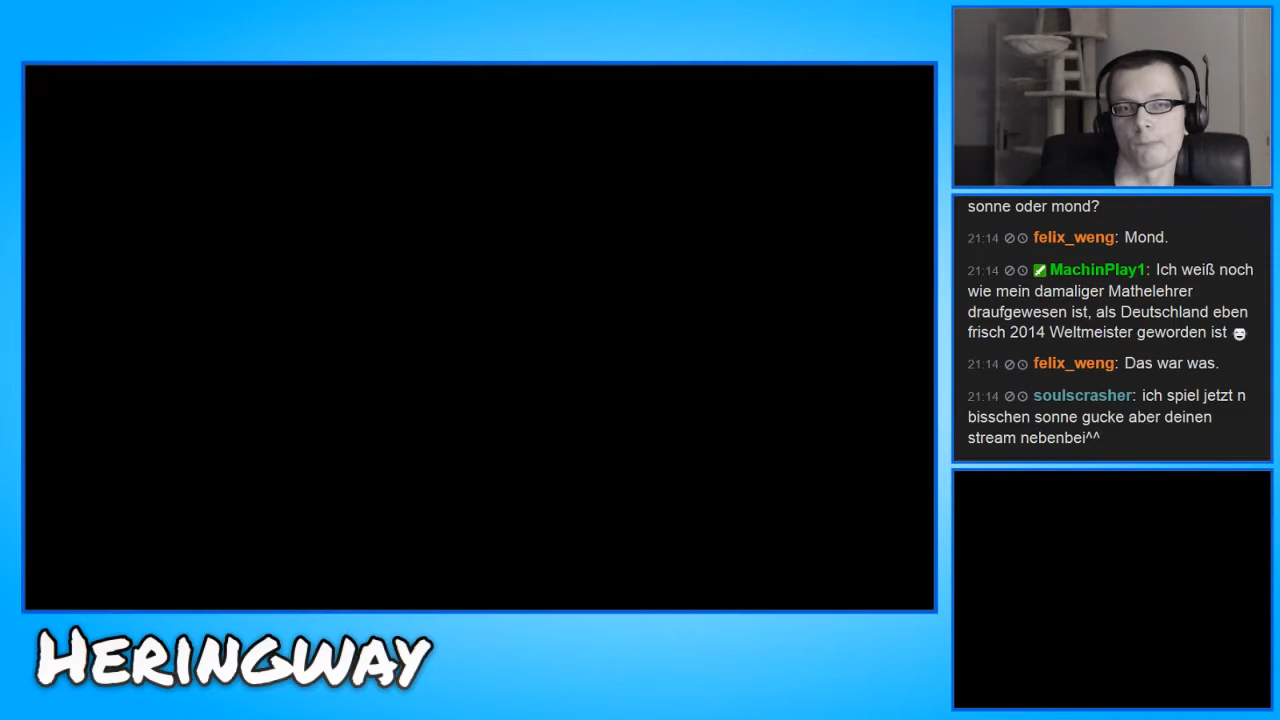 sonne oder mond?
21:14 felix_weng: Mond.
21:14 MachinPlay1: Ich weiß noch
wie mein damaliger Mathelehrer
draufgewesen ist, als Deutschland eben
frisch 2014 Weltmeister geworden ist
21:14 felix_weng: Das war was.
21:14 soulscrasher: ich spiel jetzt n
bisschen sonne gucke aber deinen
stream nebenbei^^
HERINGWAY